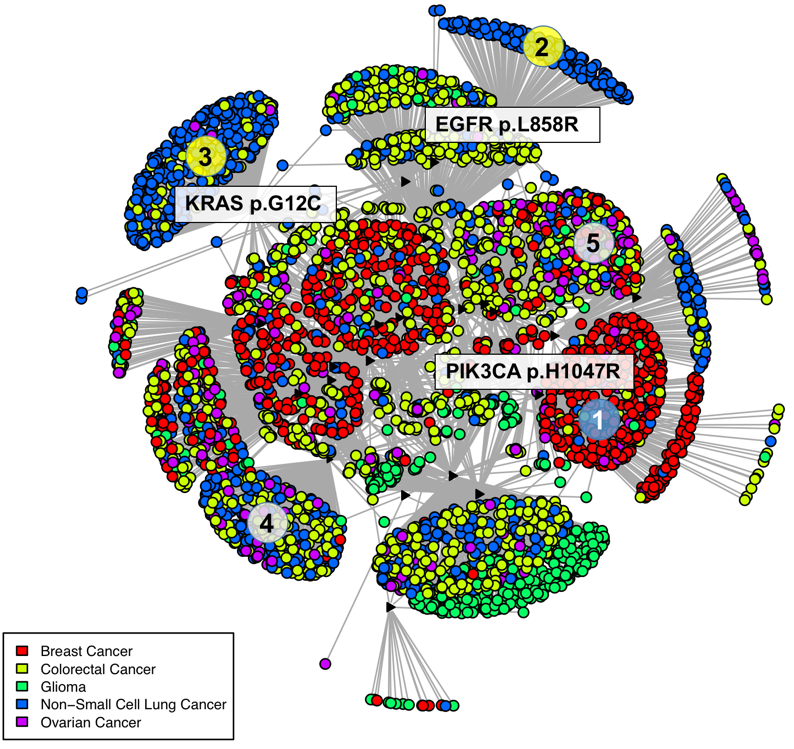 2
EGFR p.L858R
3
KRAS p.G12C
5
PIK3CA p.H1047R
1
4
Breast Cancer
Colorectal Cancer
Glioma
Non−Small Cell Lung Cancer
Ovarian Cancer